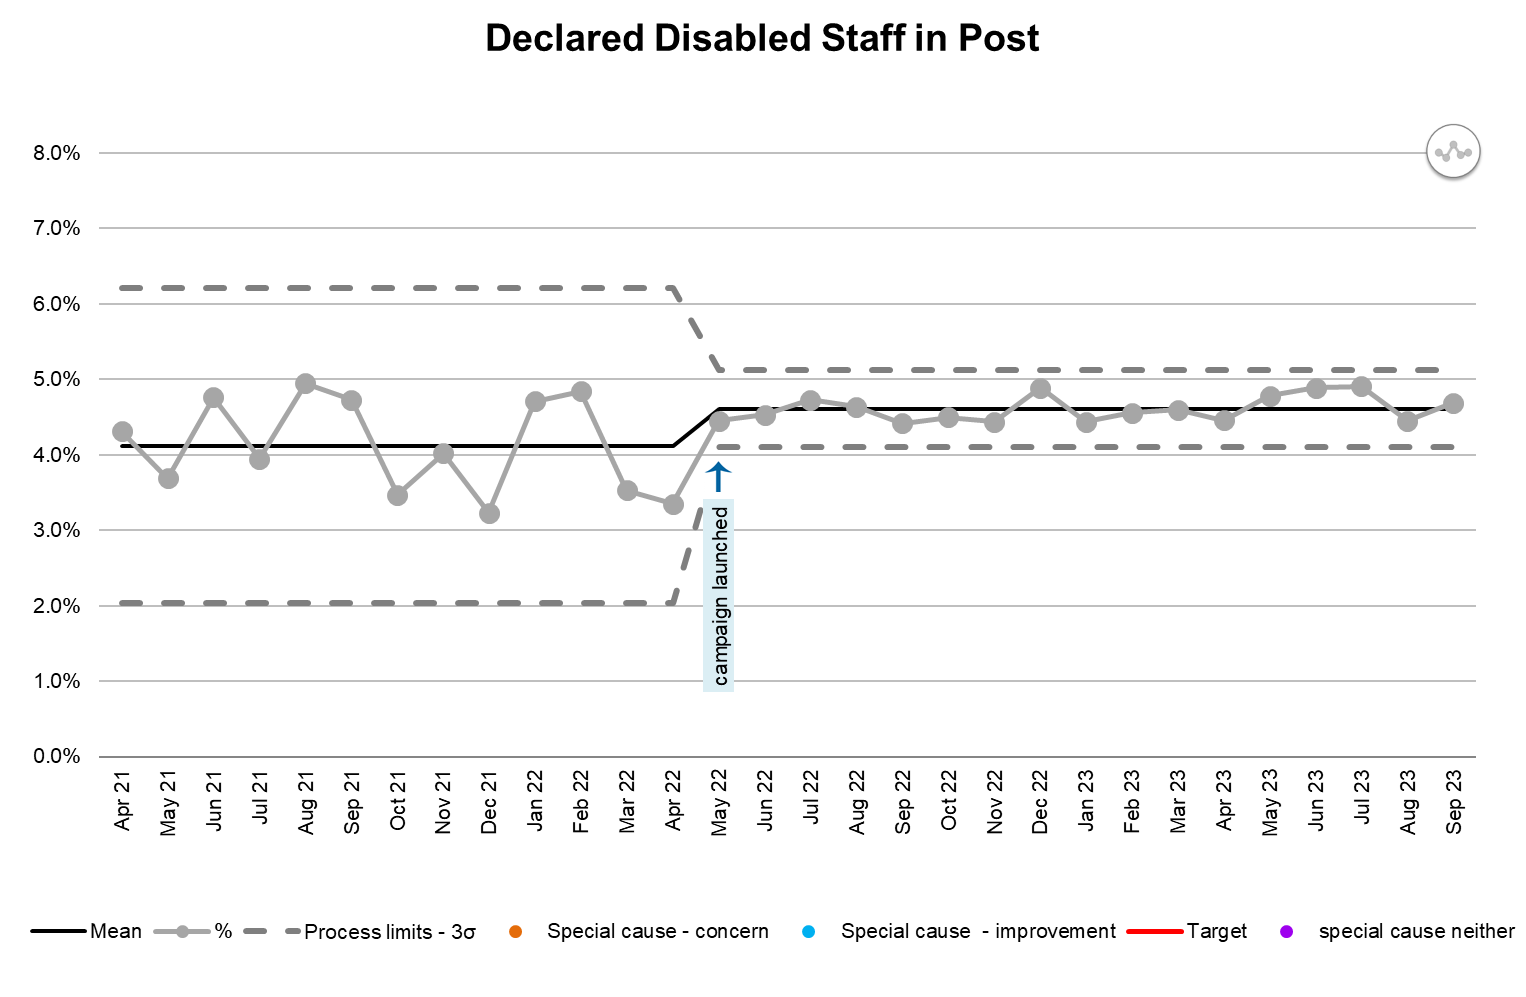 Declared Disabled Staff in Post
8.0%
7.0%
6.0%
5.0%
4.0%
3.0%
2.0%
1.0%
0.0%
campaign launched
Apr 21
May 21
Jun 21
Jul 21
Aug 21
Sep 21
Oct 21
Nov 21
Dec 21
Jan 22
Feb 22
Mar 22
Apr 22
May 22
Jun 22
Jul 22
Aug 22
Sep 22
Oct 22
Nov 22
Dec 22
Jan 23
Feb 23
Mar 23
Apr 23
May 23
Jun 23
Jul 23
Aug 23
Sep 23
Mean % Process limits - 3σ Special cause - concern Special cause - improvement Target special cause neither